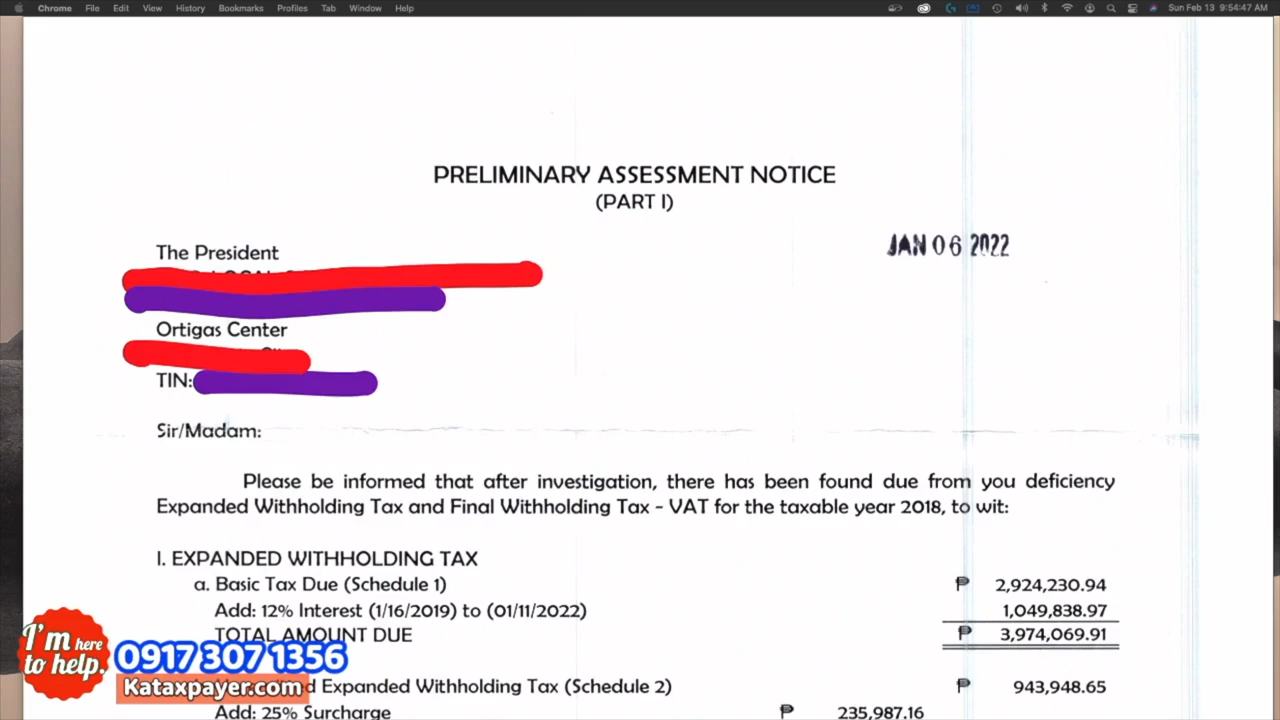 Chrome File Edit View History Bookmarks Profiles Tab Window Help Sun Feb 13 9:54:47 AM
PRELIMINARY ASSESSMENT NOTICE
(PART I)
JAN 06 2022
The President
Ortigas Center
TIN:
Sir/Madam:
Please be informed that after investigation, there has been found due from you deficiency
Expanded Withholding Tax and Final Withholding Tax - VAT for the taxable year 2018, to wit:
I. EXPANDED WITHHOLDING TAX
a. Basic Tax Due (Schedule 1) ₱ 2,924,230.94
Add: 12% Interest (1/16/2019) to (01/11/2022) 1,049,838.97
TOTAL AMOUNT DUE ₱ 3,974,069.91
Expanded Withholding Tax (Schedule 2) ₱ 943,948.65
Add: 25% Surcharge ₱ 235,987.16
I'm here
to help.
0917 307 1356
Kataxpayer.com